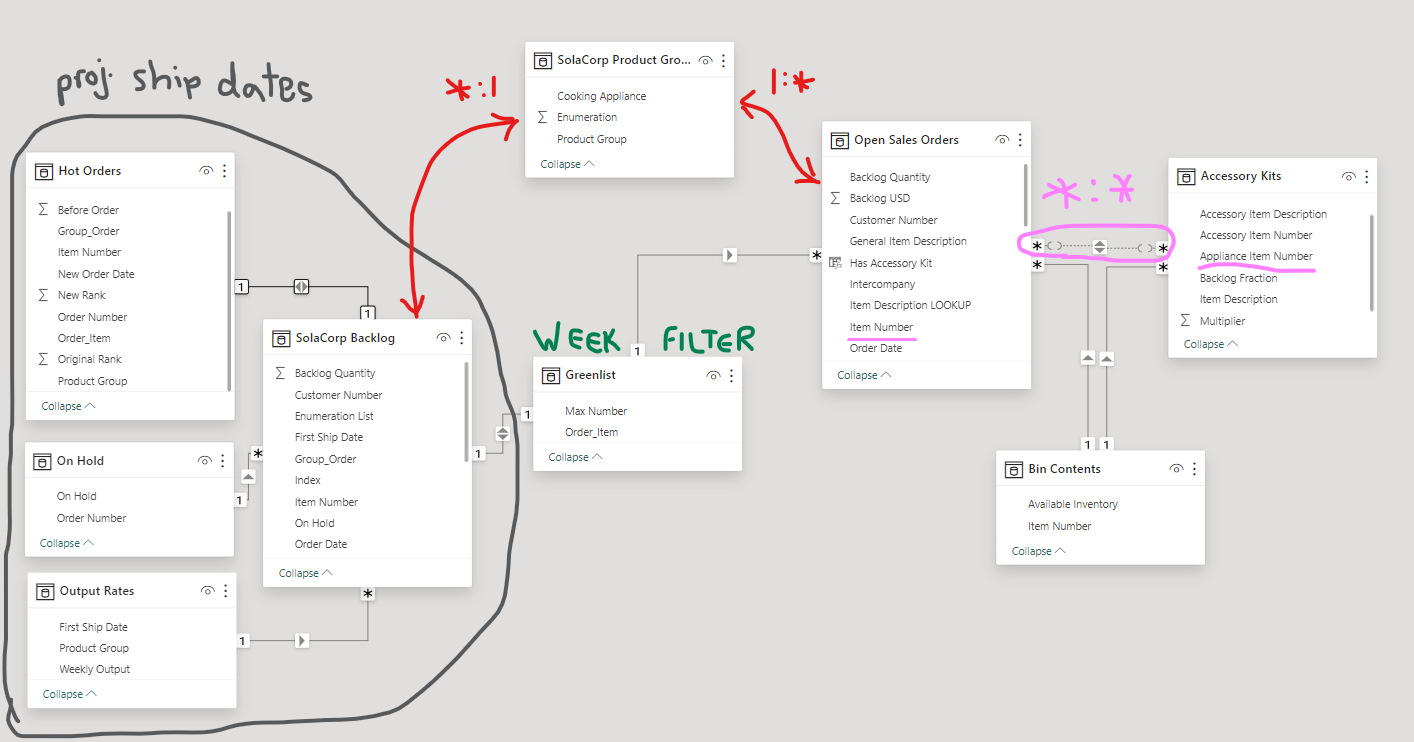 proj. ship dates
*:1
SolaCorp Product Gro...
Cooking Appliance
Enumeration
Product Group
Collapse
1:*
Hot Orders
Before Order
Group_Order
Item Number
New Order Date
New Rank
Order Number
Order_Item
Original Rank
Product Group
Collapse
1
1
On Hold
On Hold
Order Number
Collapse
1
*
Output Rates
First Ship Date
Product Group
Weekly Output
Collapse
1
*
SolaCorp Backlog
Backlog Quantity
Customer Number
Enumeration List
First Ship Date
Group_Order
Index
Item Number
On Hold
Order Date
Collapse
1
1
WEEK FILTER
1
*
Greenlist
Max Number
Order_Item
Collapse
Open Sales Orders
Backlog Quantity
Backlog USD
Customer Number
General Item Description
Has Accessory Kit
Intercompany
Item Description LOOKUP
Item Number
Order Date
Collapse
*:*
*
*
*
*
Accessory Kits
Accessory Item Description
Accessory Item Number
Appliance Item Number
Backlog Fraction
Item Description
Multiplier
Collapse
1
1
Bin Contents
Available Inventory
Item Number
Collapse